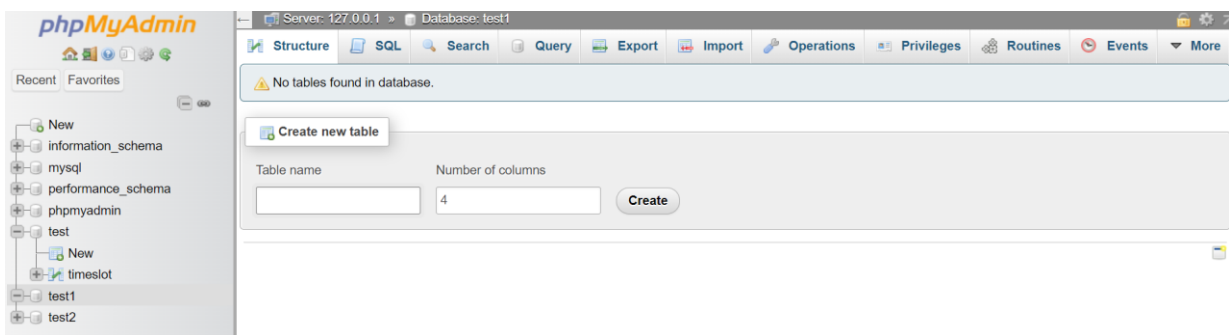 phpMyAdmin
Recent Favorites
New
information_schema
mysql
performance_schema
phpmyadmin
test
New
timeslot
test1
test2
← Server: 127.0.0.1 » Database: test1
Structure SQL Search Query Export Import Operations Privileges Routines Events More
No tables found in database.
Create new table
Table name Number of columns
4 Create